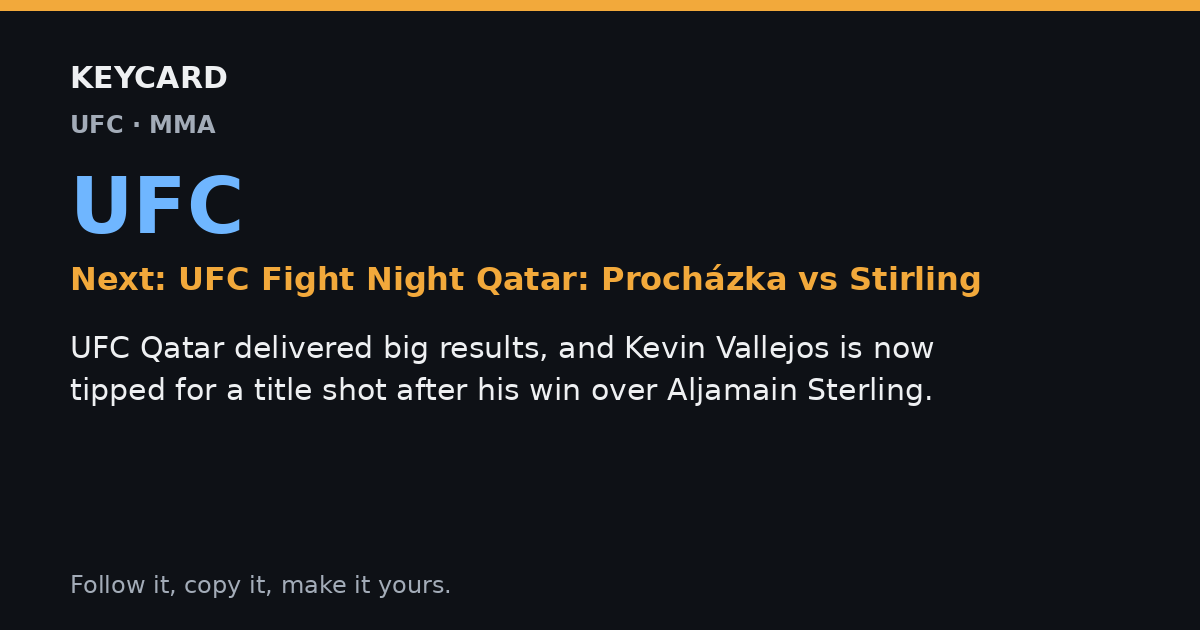 KEYCARD
UFC · MMA
UFC
Next: UFC Fight Night Qatar: Procházka vs Stirling
UFC Qatar delivered big results, and Kevin Vallejos is now
tipped for a title shot after his win over Aljamain Sterling.
Follow it, copy it, make it yours.